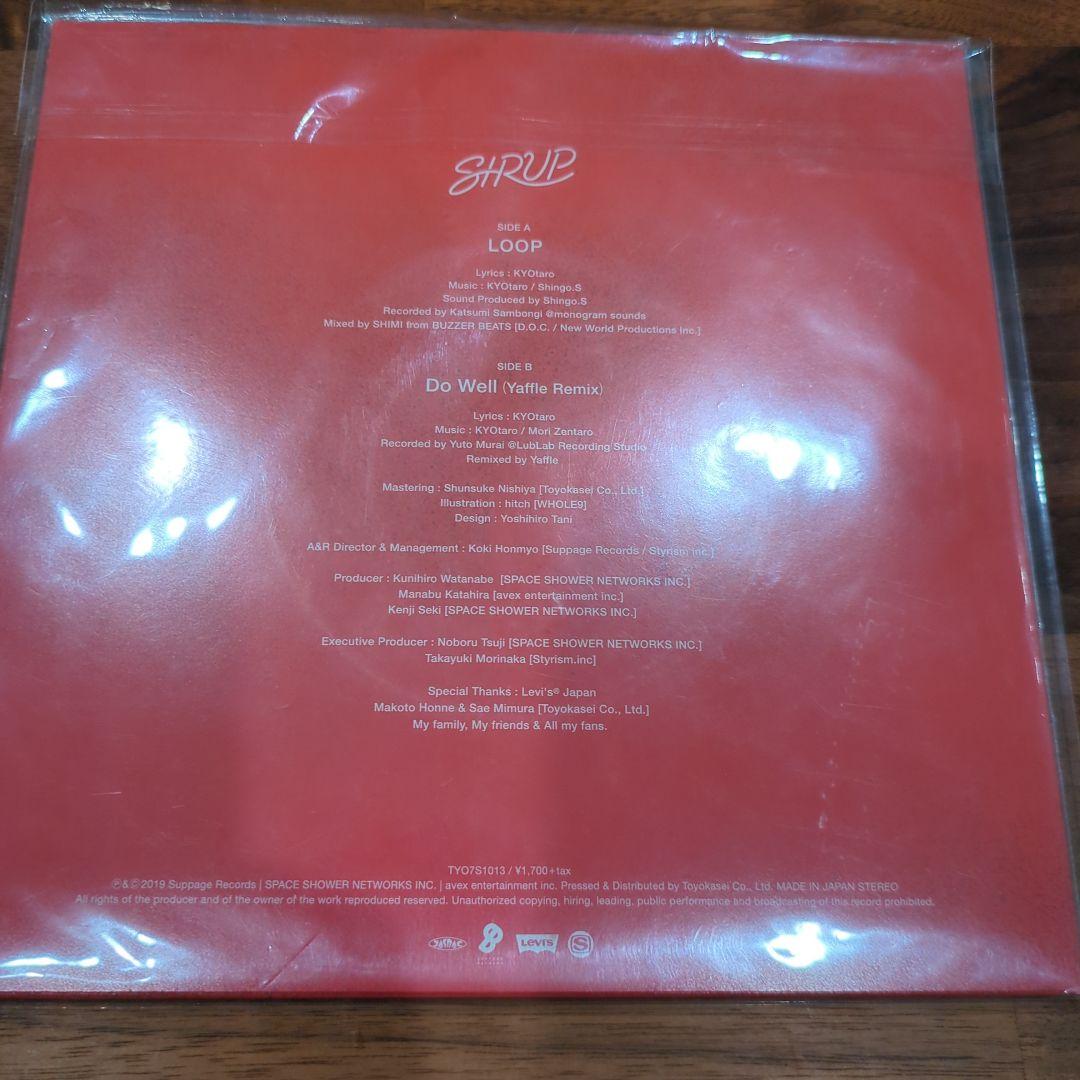 SIRUP
SIDE A
LOOP
Lyrics : KYOtaro
Music : KYOtaro / Shingo.S
Sound Produced by Shingo.S
Recorded by Katsumi Sambongi @monogram sounds
Mixed by SHIMI from BUZZER BEATS [D.O.C. / New World Productions Inc.]
SIDE B
Do Well (Yaffle Remix)
Lyrics : KYOtaro
Music : KYOtaro / Mori Zentaro
Recorded by Yuto Murai @LubLab Recording Studio
Remixed by Yaffle
Mastering : Shunsuke Nishiya [Toyokasei Co., Ltd.]
Illustration : hitch [WHOLE9]
Design : Yoshihiro Tani
A&R Director & Management : Koki Honmyo [Suppage Records / Styrism inc.]
Producer : Kunihiro Watanabe [SPACE SHOWER NETWORKS INC.]
Manabu Katahira [avex entertainment inc.]
Kenji Seki [SPACE SHOWER NETWORKS INC.]
Executive Producer : Noboru Tsuji [SPACE SHOWER NETWORKS INC.]
Takayuki Morinaka [Styrism.inc]
Special Thanks : Levi's® Japan
Makoto Honne & Sae Mimura [Toyokasei Co., Ltd.]
My family, My friends & All my fans.
TYO7S1013 / ¥1,700+tax
℗&©2019 Suppage Records | SPACE SHOWER NETWORKS INC. | avex entertainment inc. Pressed & Distributed by Toyokasei Co., Ltd. MADE IN JAPAN STEREO
All rights of the producer and of the owner of the work reproduced reserved. Unauthorized copying, hiring, leading, public performance and broadcasting of this record prohibited.
JASRAC
Levi's
S